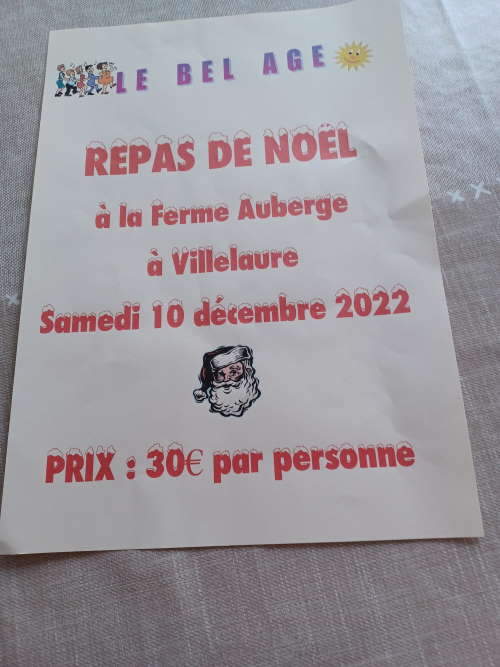 LE BEL AGE
REPAS DE NOËL
à la Ferme Auberge
à Villelaure
Samedi 10 décembre 2022
PRIX : 30€ par personne